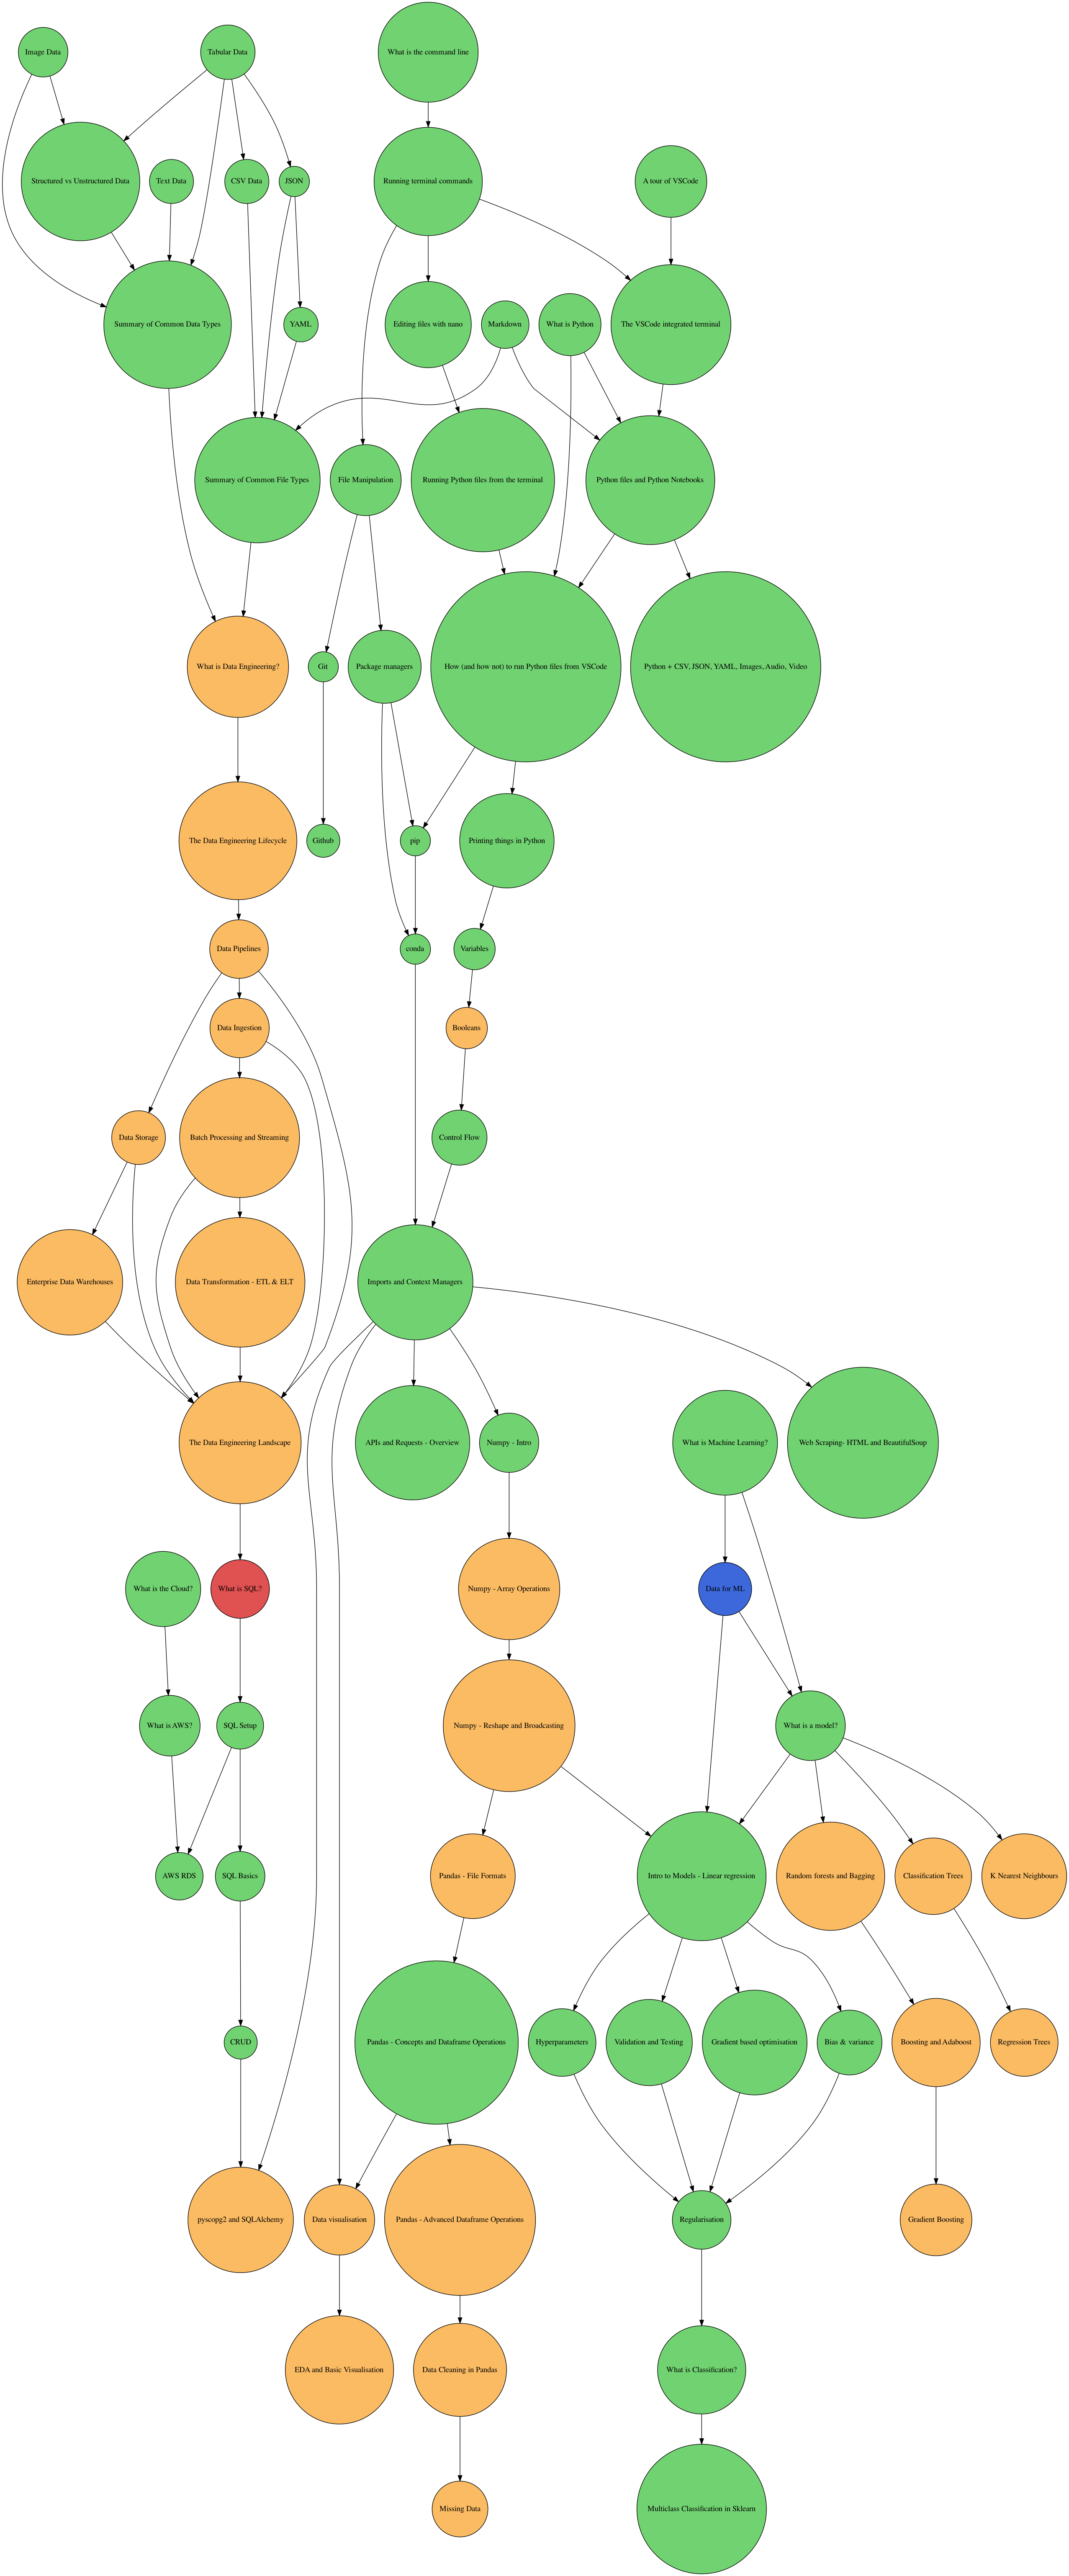 Image Data
Tabular Data
What is the command line
Structured vs Unstructured Data
Text Data
CSV Data
JSON
Running terminal commands
A tour of VSCode
Summary of Common Data Types
YAML
Editing files with nano
Markdown
What is Python
The VSCode integrated terminal
Summary of Common File Types
File Manipulation
Running Python files from the terminal
Python files and Python Notebooks
What is Data Engineering?
Git
Package managers
How (and how not) to run Python files from VSCode
Python + CSV, JSON, YAML, Images, Audio, Video
The Data Engineering Lifecycle
Github
pip
Printing things in Python
Data Pipelines
conda
Variables
Data Ingestion
Booleans
Data Storage
Batch Processing and Streaming
Control Flow
Enterprise Data Warehouses
Data Transformation - ETL & ELT
Imports and Context Managers
The Data Engineering Landscape
APIs and Requests - Overview
Numpy - Intro
What is Machine Learning?
Web Scraping- HTML and BeautifulSoup
What is the Cloud?
What is SQL?
Numpy - Array Operations
Data for ML
What is AWS?
SQL Setup
Numpy - Reshape and Broadcasting
What is a model?
AWS RDS
SQL Basics
Pandas - File Formats
Intro to Models - Linear regression
Random forests and Bagging
Classification Trees
K Nearest Neighbours
CRUD
Pandas - Concepts and Dataframe Operations
Hyperparameters
Validation and Testing
Gradient based optimisation
Bias & variance
Boosting and Adaboost
Regression Trees
pyscopg2 and SQLAlchemy
Data visualisation
Pandas - Advanced Dataframe Operations
Regularisation
Gradient Boosting
EDA and Basic Visualisation
Data Cleaning in Pandas
What is Classification?
Missing Data
Multiclass Classification in Sklearn